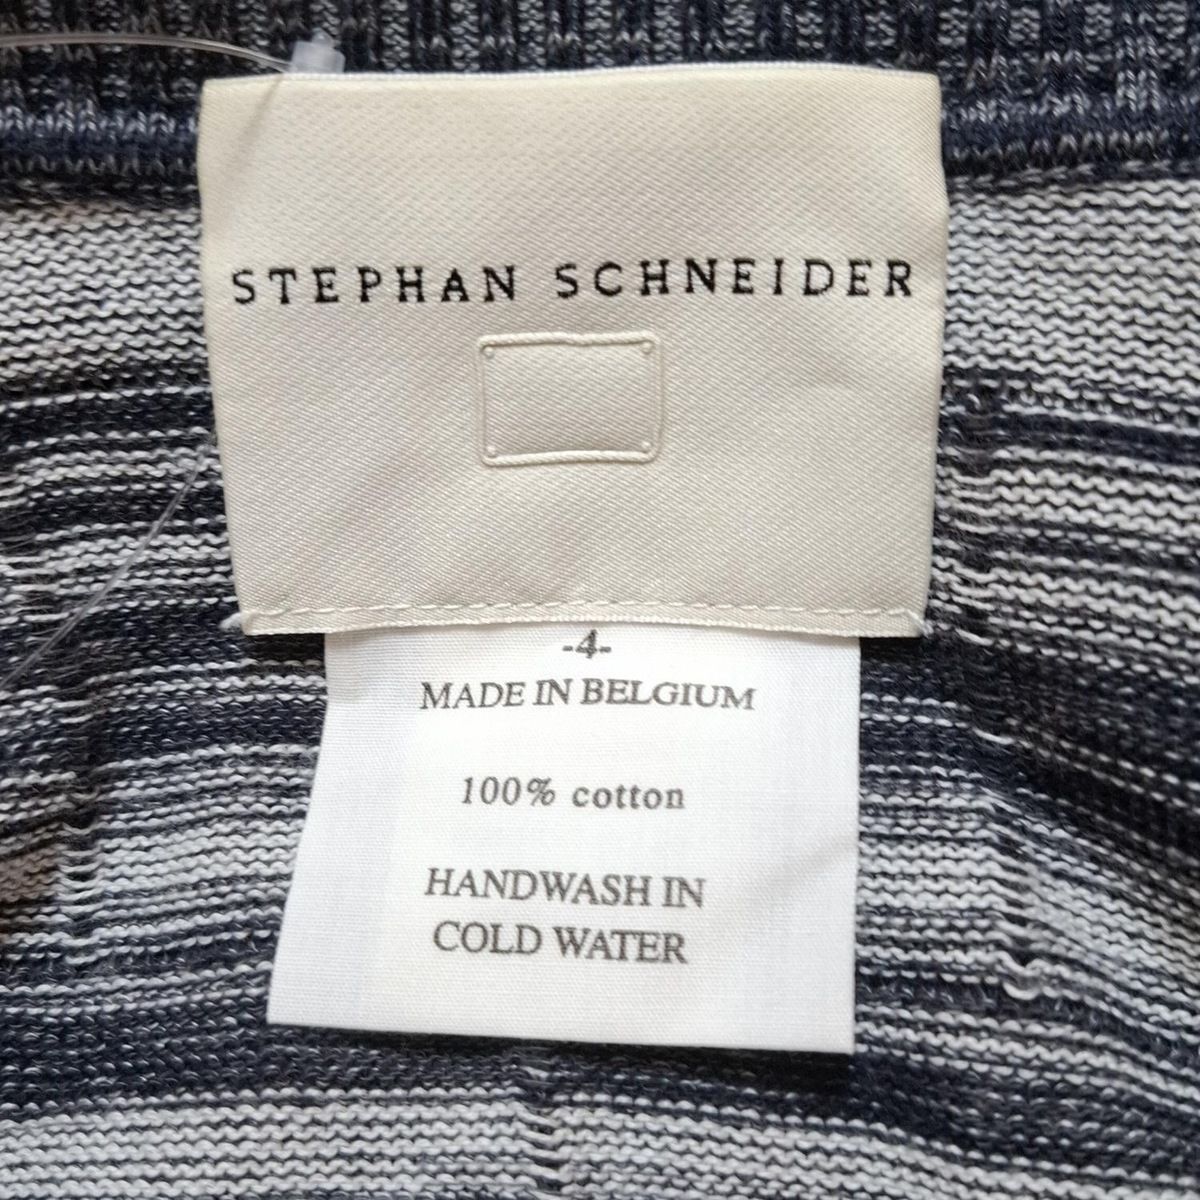 STEPHAN SCHNEIDER
-4-
MADE IN BELGIUM
100% cotton
HANDWASH IN
COLD WATER